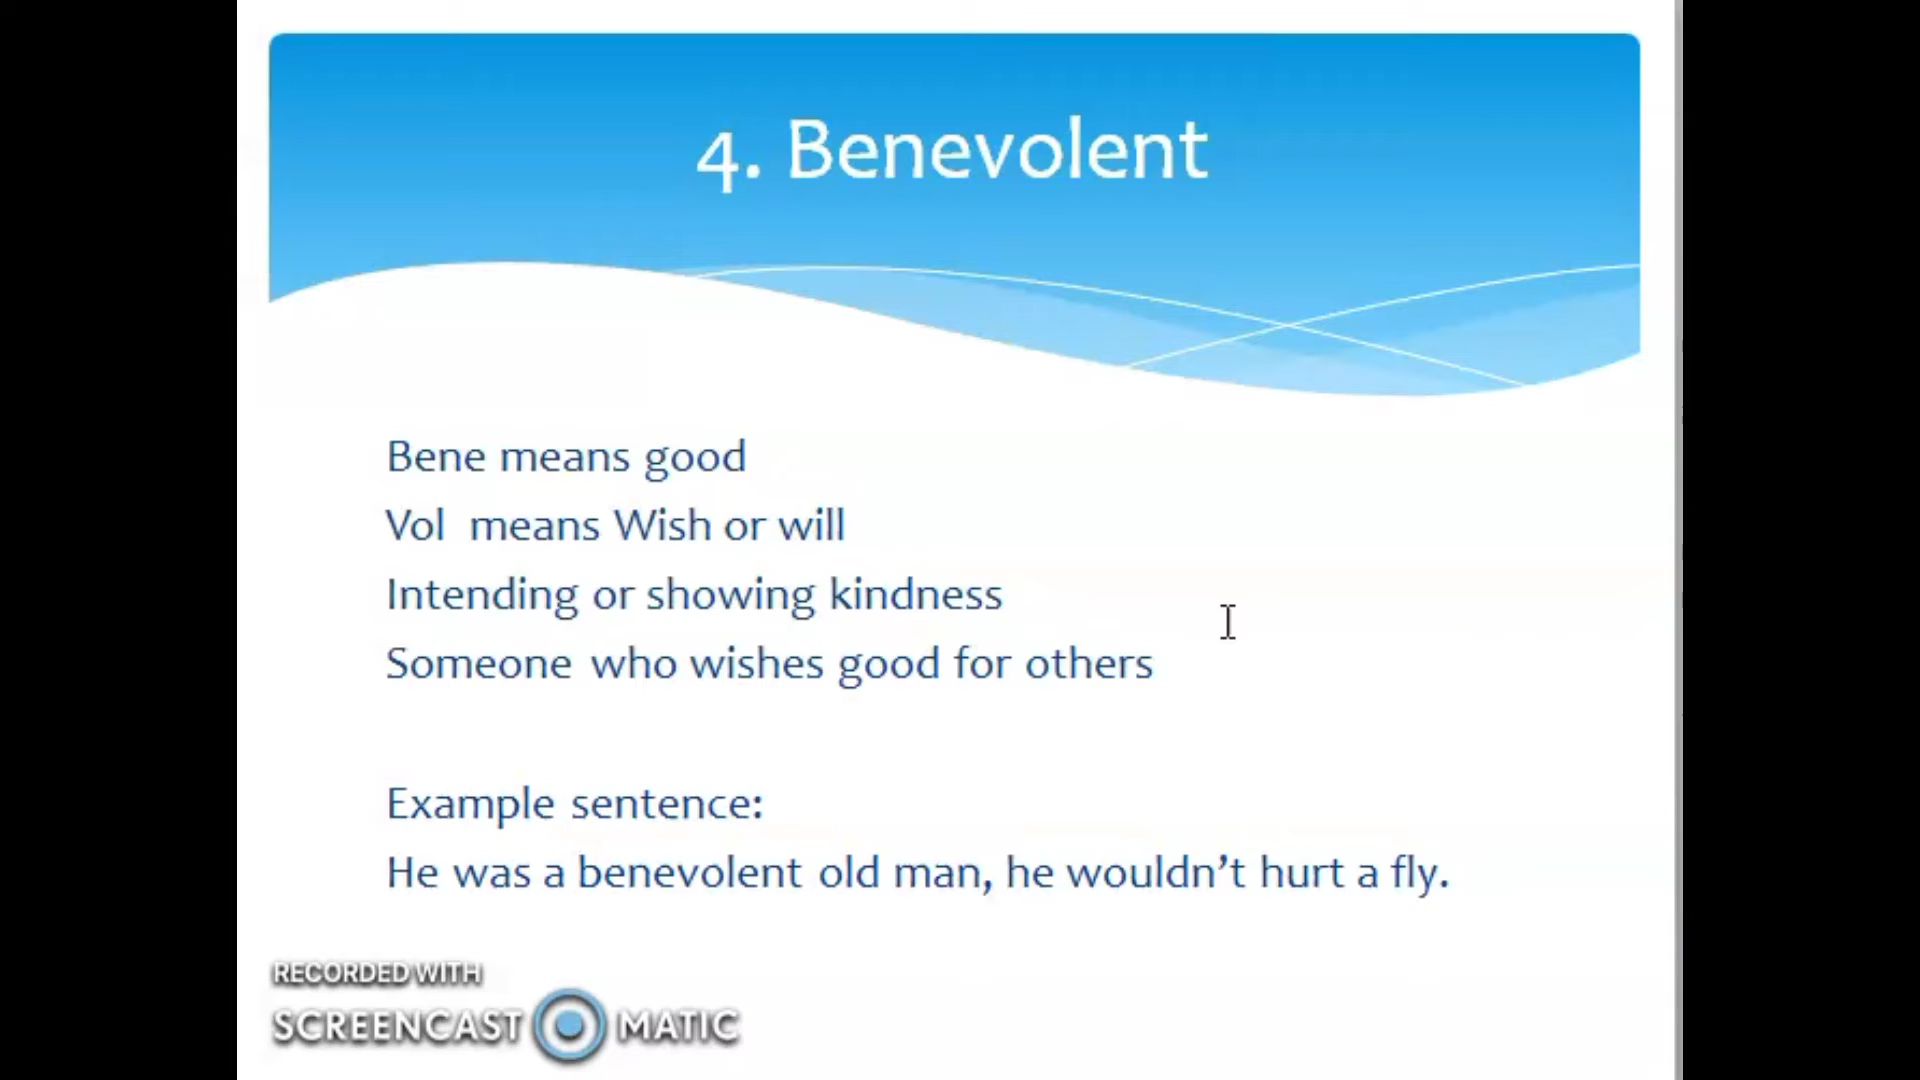 4. Benevolent
Bene means good
Vol means Wish or will
Intending or showing kindness
Someone who wishes good for others
Example sentence:
He was a benevolent old man, he wouldn’t hurt a fly.
RECORDED WITH
SCREENCAST MATIC